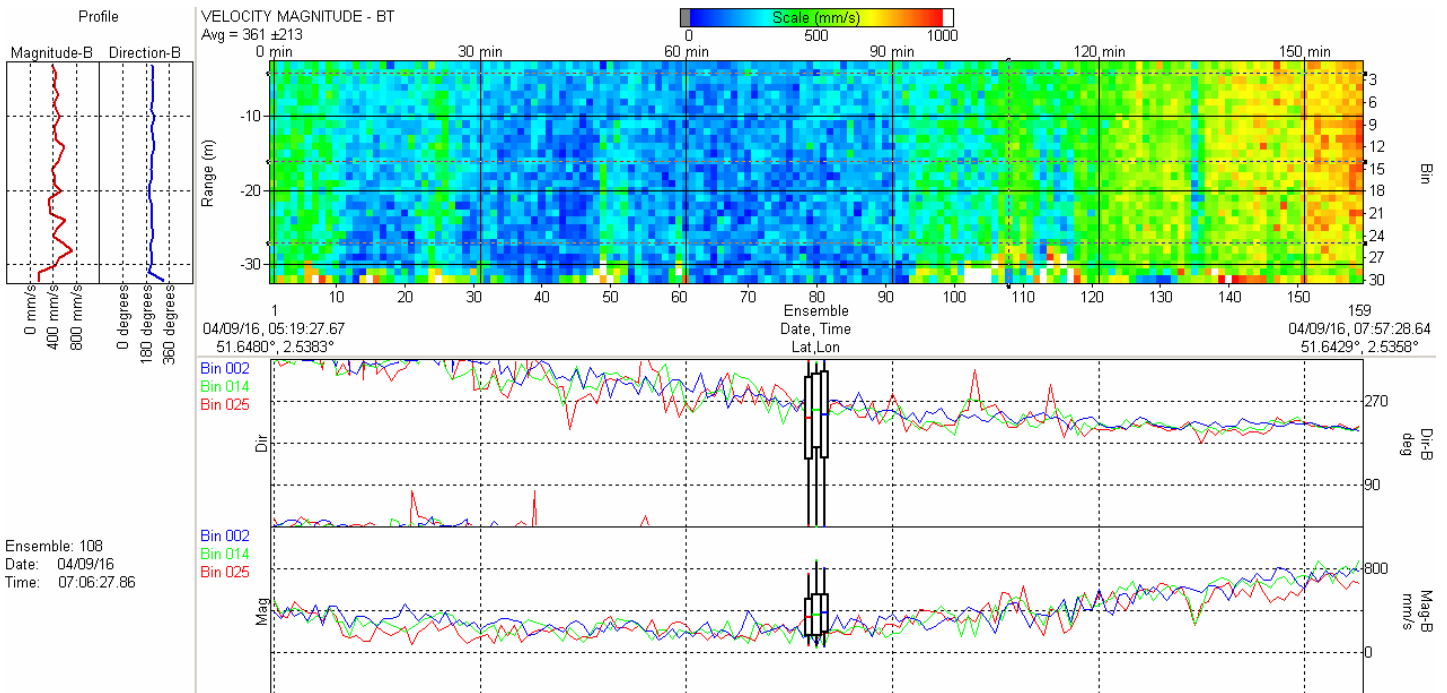 Profile
Magnitude-B Direction-B
0 mm/s
400 mm/s
800 mm/s
0 degrees
180 degrees
360 degrees
Ensemble: 108
Date: 04/09/16
Time: 07:06:27.86
VELOCITY MAGNITUDE - BT
Avg = 361 ±213
Scale (mm/s)
0 500 1000
0 min 30 min 60 min 90 min 120 min 150 min
Range (m)
-10
-20
-30
3
6
9
12
15
18
21
24
27
30
Bin
10 20 30 40 50 60 70 80 90 100 110 120 130 140 150
1 Ensemble 159
04/09/16, 05:19:27.67 Date, Time 04/09/16, 07:57:28.64
51.6480°, 2.5383° Lat,Lon 51.6429°, 2.5358°
Bin 002
Bin 014
Bin 025
Dir
270
90
Dir-B
deg
Bin 002
Bin 014
Bin 025
Mag
800
0
Mag-B
mm/s